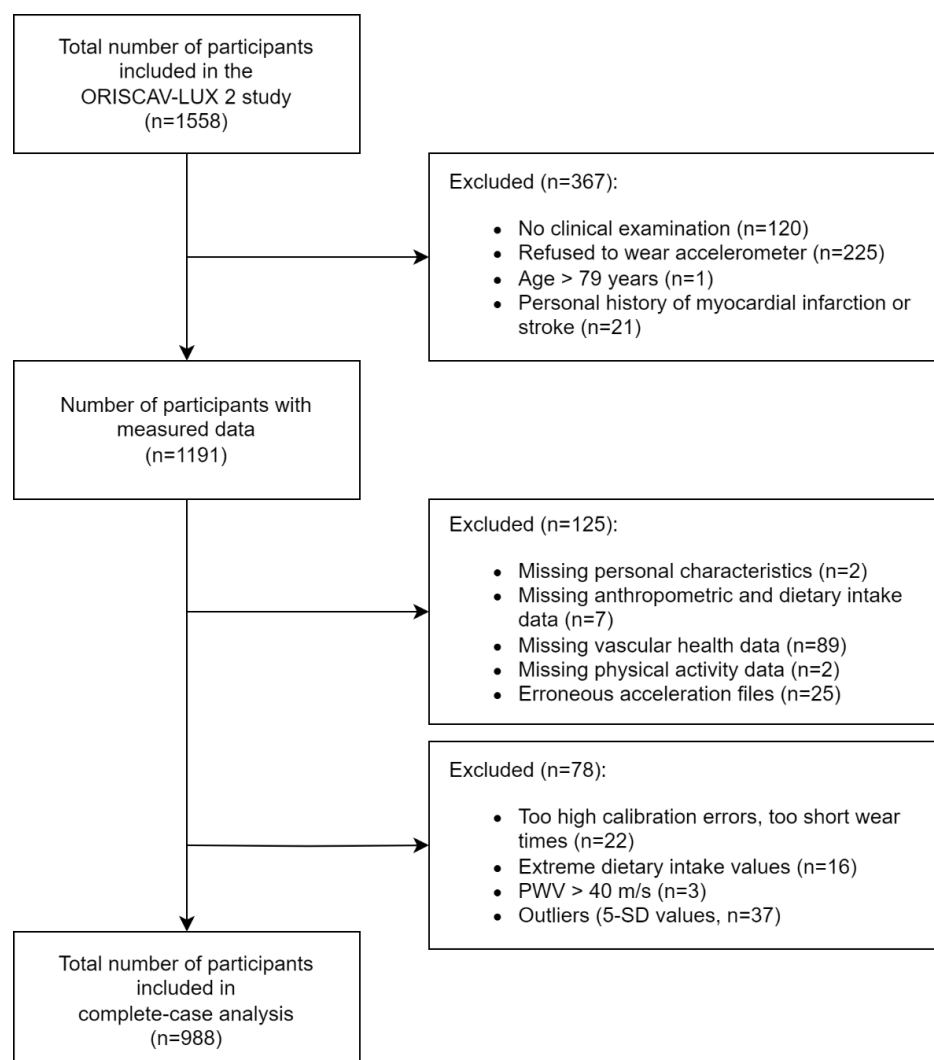 Total number of participants
included in the
ORISCAV-LUX 2 study
(n=1558)
Excluded (n=367):
• No clinical examination (n=120)
• Refused to wear accelerometer (n=225)
• Age > 79 years (n=1)
• Personal history of myocardial infarction or
stroke (n=21)
Number of participants with
measured data
(n=1191)
Excluded (n=125):
• Missing personal characteristics (n=2)
• Missing anthropometric and dietary intake
data (n=7)
• Missing vascular health data (n=89)
• Missing physical activity data (n=2)
• Erroneous acceleration files (n=25)
Excluded (n=78):
• Too high calibration errors, too short wear
times (n=22)
• Extreme dietary intake values (n=16)
• PWV > 40 m/s (n=3)
• Outliers (5-SD values, n=37)
Total number of participants
included in
complete-case analysis
(n=988)